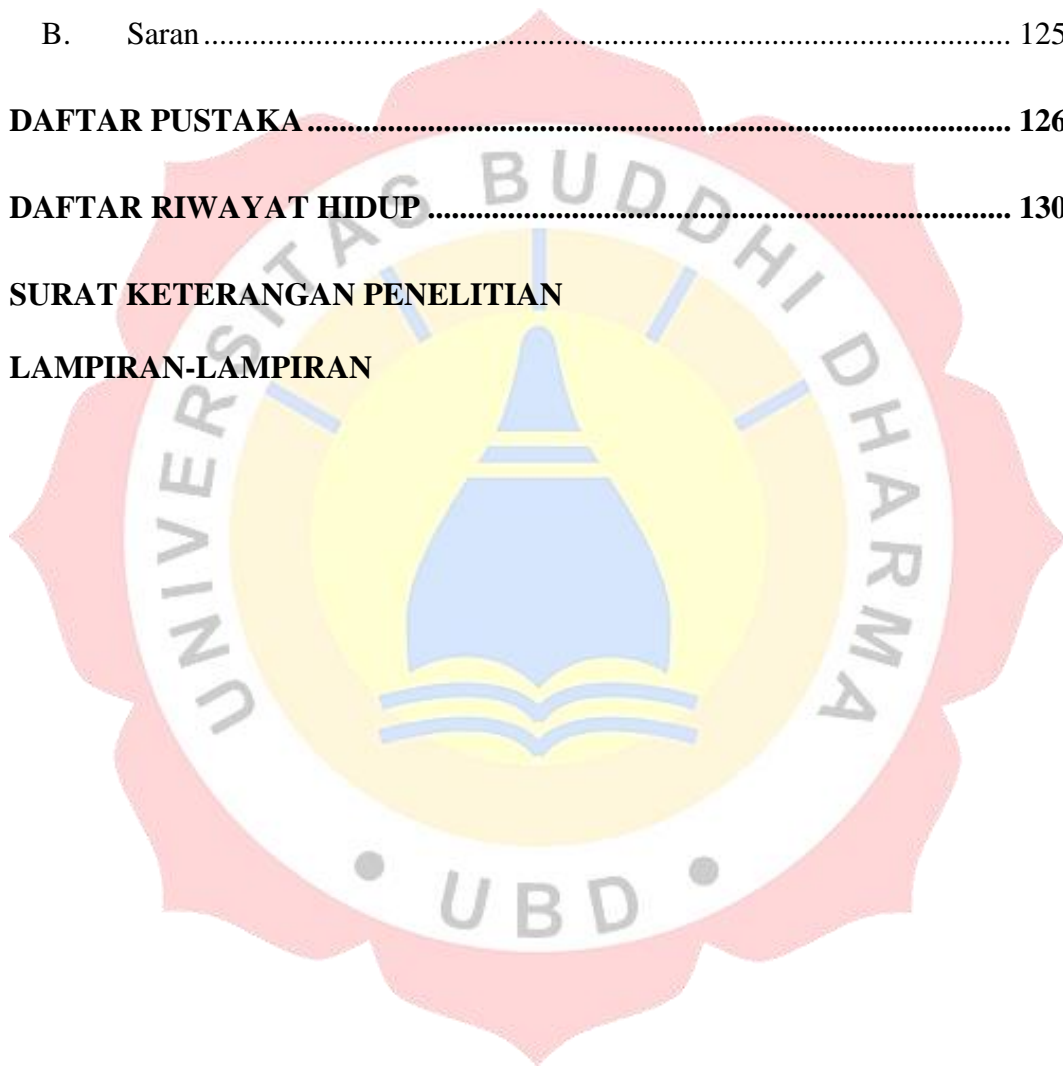 B. Saran ........................................................................................................ 125
DAFTAR PUSTAKA ........................................................................................ 126
DAFTAR RIWAYAT HIDUP ......................................................................... 130
SURAT KETERANGAN PENELITIAN
LAMPIRAN-LAMPIRAN
UNIVERSITAS BUDDHI DHARMA
• UBD •